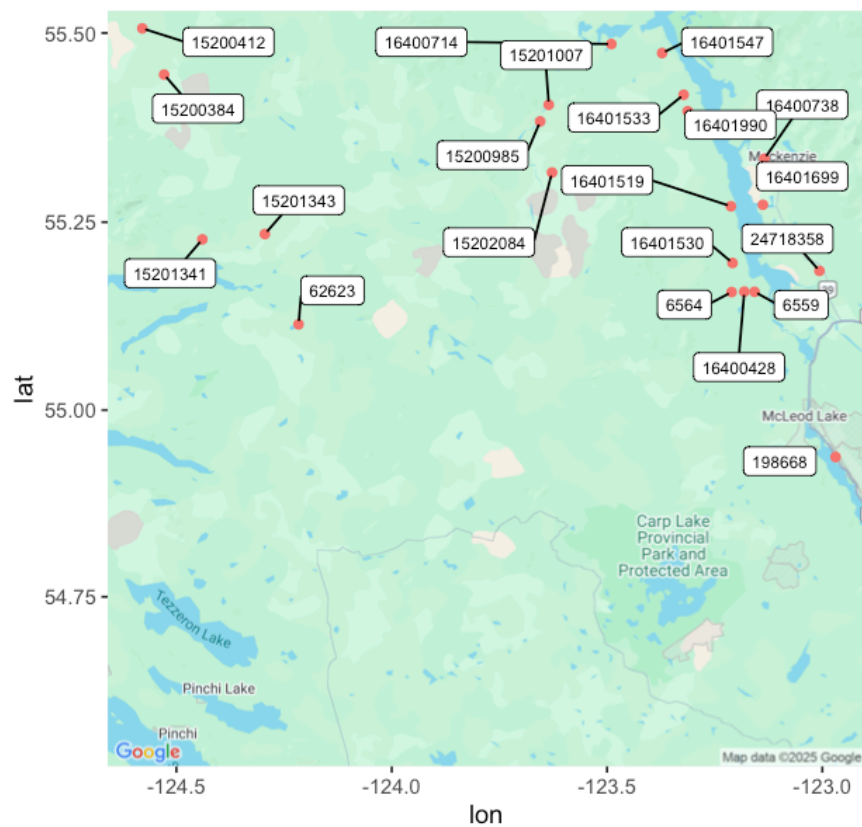 55.50
15200412
16400714
16401547
15201007
15200384
16401533
16400738
16401990
15200985
Mackenzie
16401519
16401699
55.25
15201343
15202084
16401530
24718358
15201341
62623
6564
6559
16400428
55.00
McLeod Lake
198668
Carp Lake
Provincial
Park and
Protected Area
54.75
Tezzeron Lake
Pinchi Lake
Pinchi
Google
Map data ©2025 Google
-124.5
-124.0
-123.5
-123.0
lon
lat